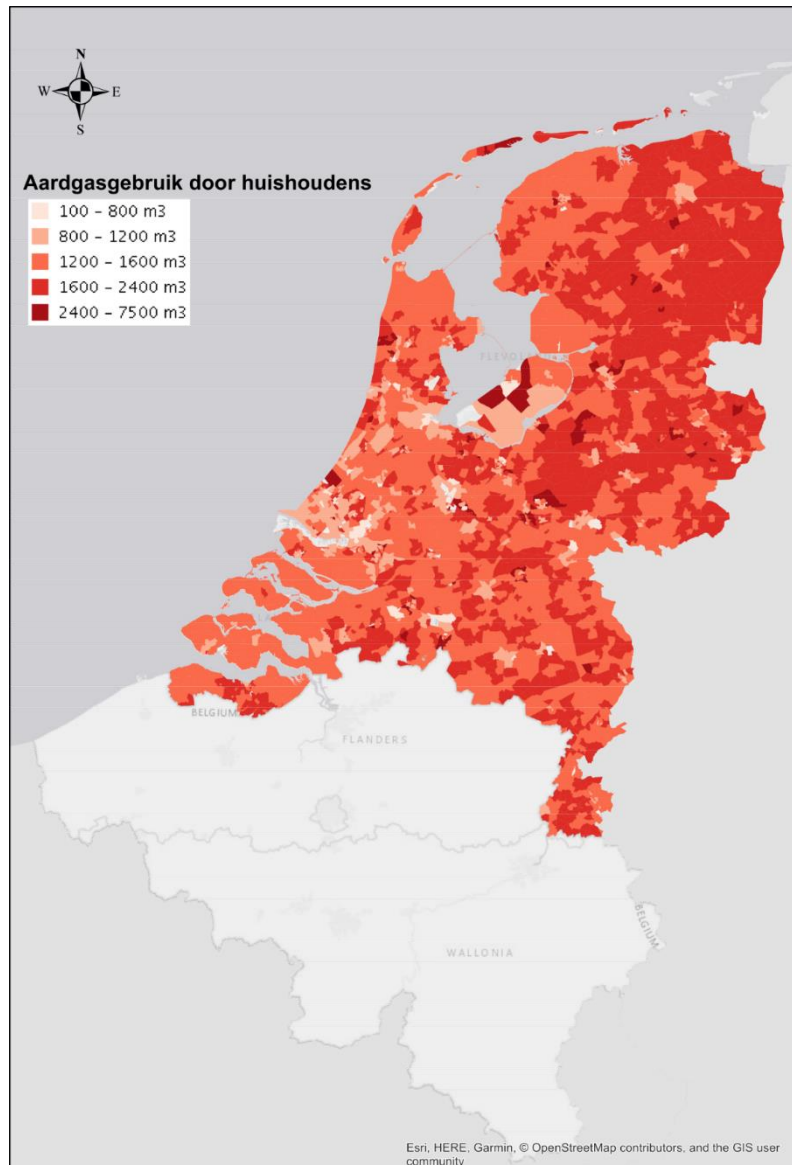 N
W E
S
Aardgasgebruik door huishoudens
100 – 800 m3
800 – 1200 m3
1200 – 1600 m3
1600 – 2400 m3
2400 – 7500 m3
BELGIUM
FLANDERS
BELGIUM
WALLONIA
Esri, HERE, Garmin, © OpenStreetMap contributors, and the GIS user
community